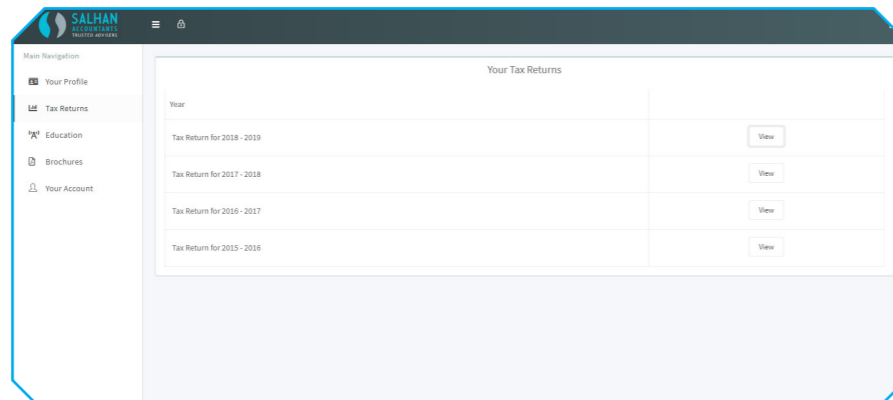 SALHAN
ACCOUNTANTS
TRUSTED ADVISERS
Main Navigation
Your Profile
Tax Returns
Education
Brochures
Your Account
Your Tax Returns
Year
Tax Return for 2018 - 2019 View
Tax Return for 2017 - 2018 View
Tax Return for 2016 - 2017 View
Tax Return for 2015 - 2016 View